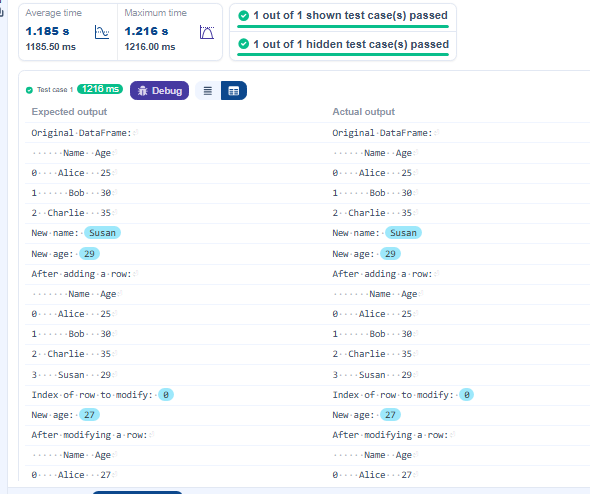 Average time
1.185 s
1185.50 ms
Maximum time
1.216 s
1216.00 ms
1 out of 1 shown test case(s) passed
1 out of 1 hidden test case(s) passed
Test case 1 1216 ms Debug
Expected output Actual output
Original·DataFrame: Original·DataFrame:
······Name··Age ······Name··Age
0····Alice···25 0····Alice···25
1······Bob···30 1······Bob···30
2··Charlie···35 2··Charlie···35
New·name:·Susan New·name:·Susan
New·age:·29 New·age:·29
After·adding·a·row: After·adding·a·row:
·······Name··Age ·······Name··Age
0····Alice···25 0····Alice···25
1······Bob···30 1······Bob···30
2··Charlie···35 2··Charlie···35
3····Susan···29 3····Susan···29
Index·of·row·to·modify:·0 Index·of·row·to·modify:·0
New·age:·27 New·age:·27
After·modifying·a·row: After·modifying·a·row:
······Name··Age ······Name··Age
0····Alice···27 0····Alice···27